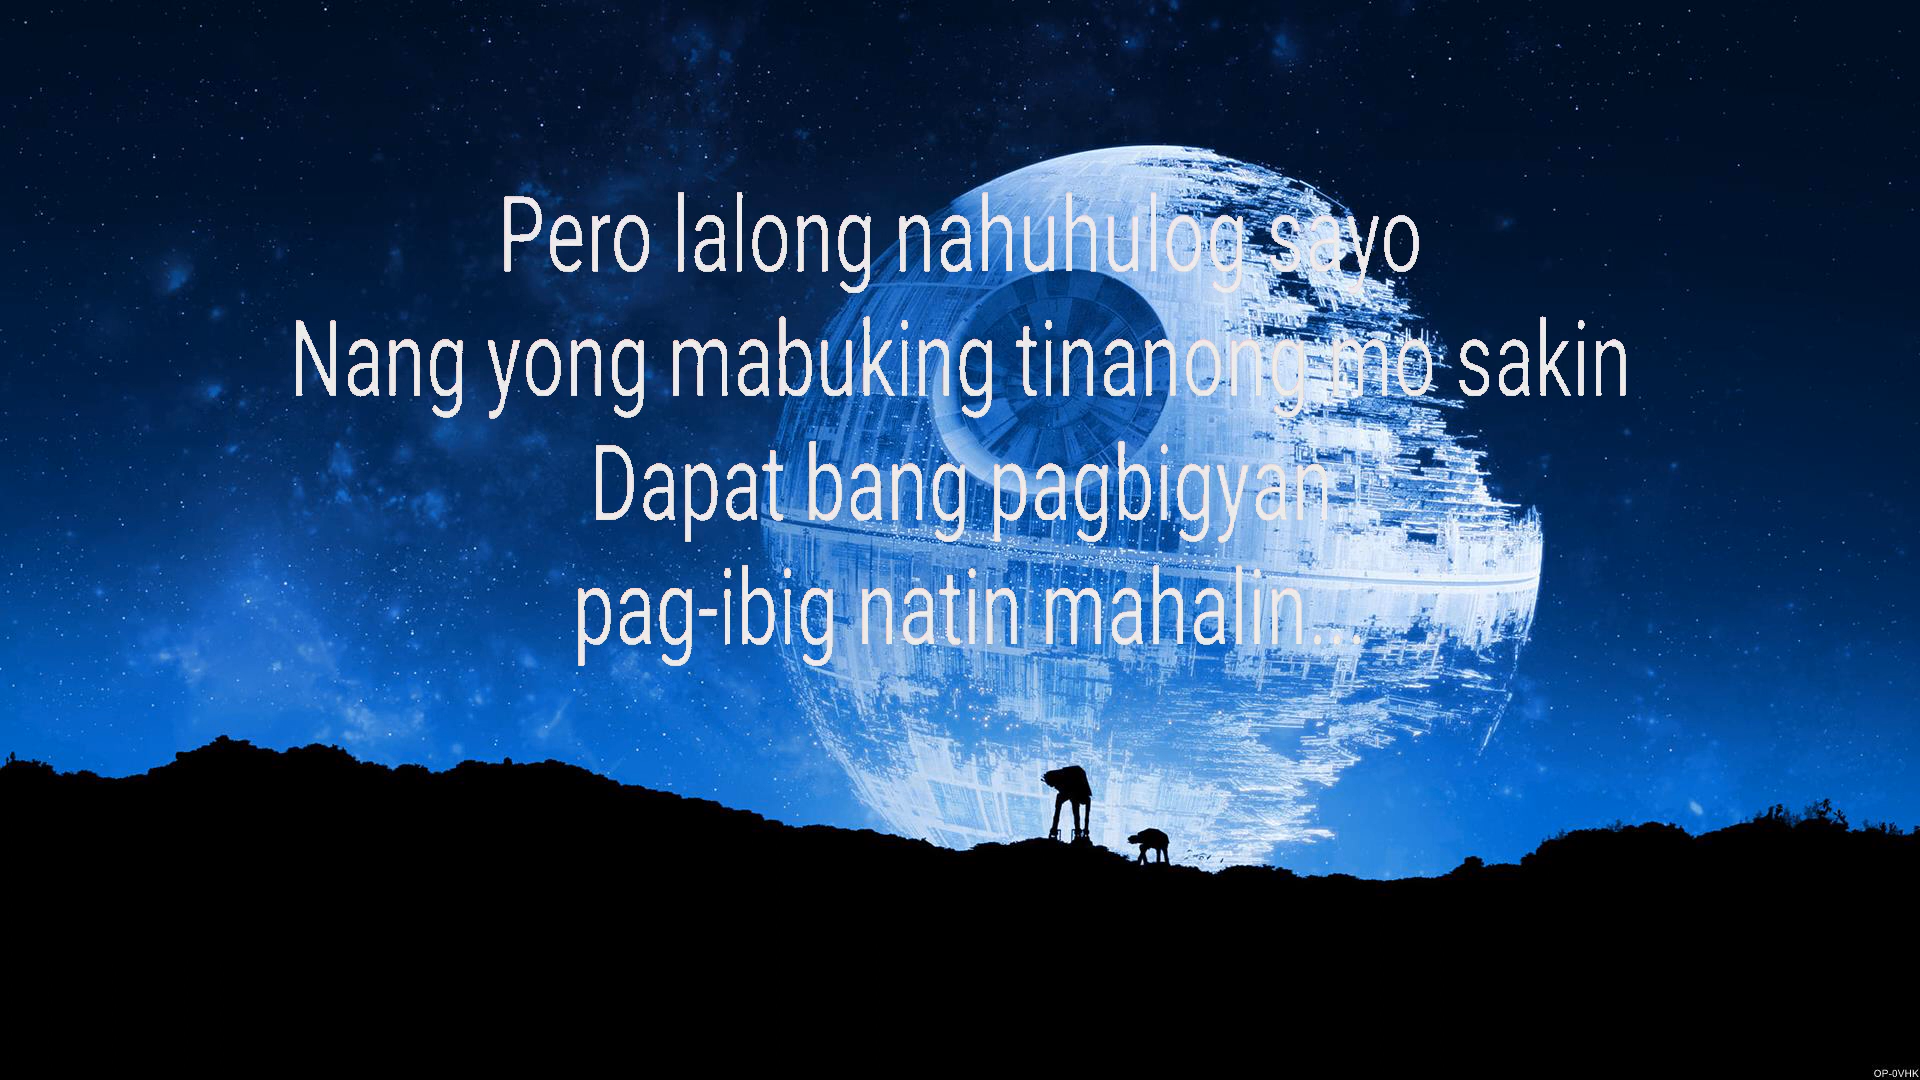 Pero lalong nahuhulog sayo
Nang yong mabuking tinanong mo sakin
Dapat bang pagbigyan
pag-ibig natin mahalin...
OP-0VHK